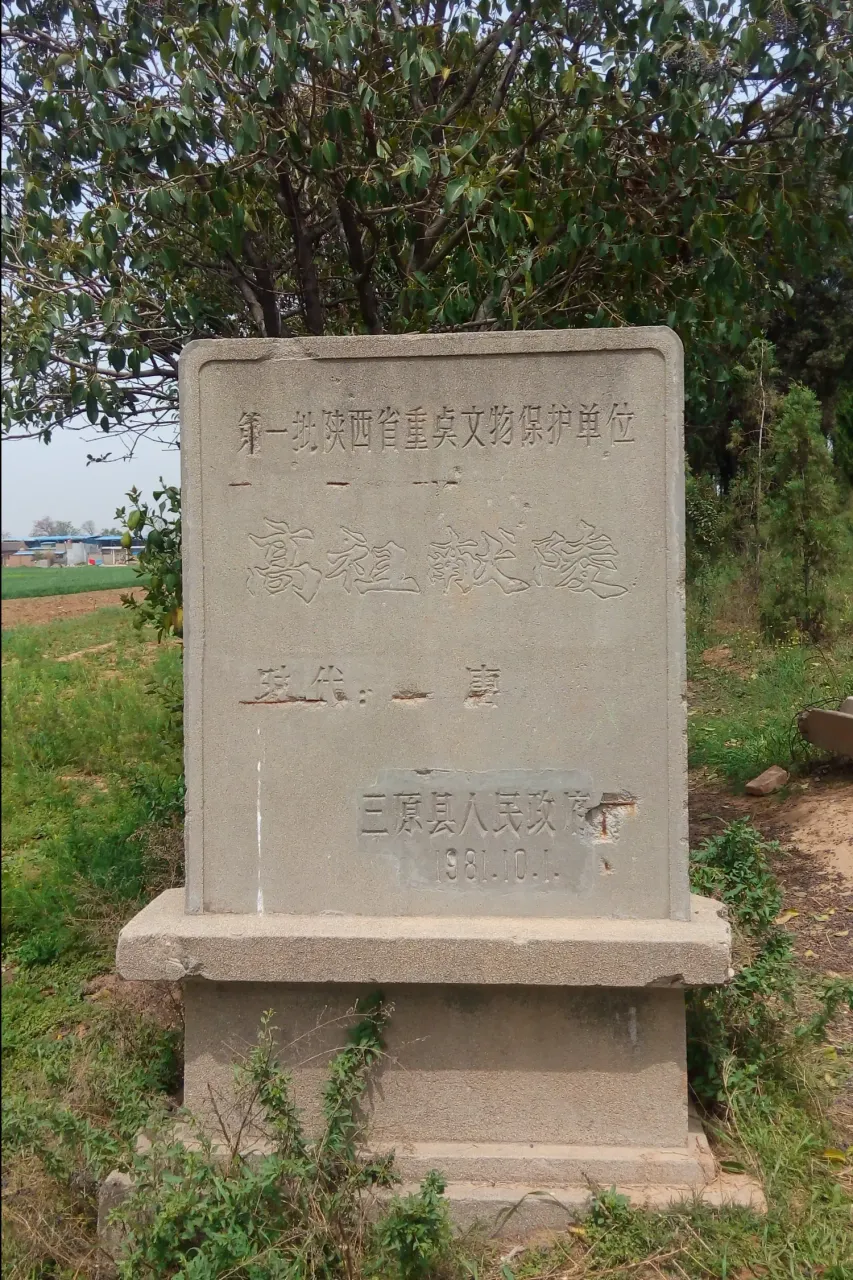 第一批陕西省重点文物保护单位
高祖献陵
时代：唐
三原县人民政府
1981.10.1.